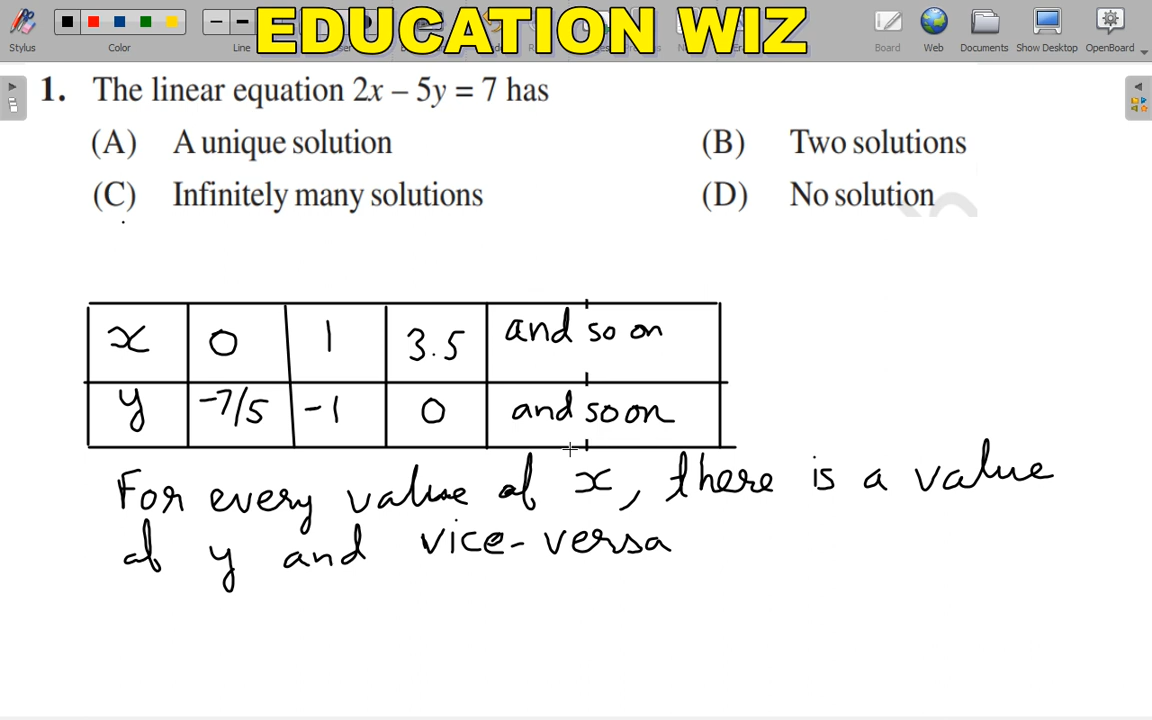 EDUCATION WIZ
Stylus Color Line Board Web Documents Show Desktop OpenBoard
1. The linear equation 2x – 5y = 7 has
(A) A unique solution (B) Two solutions
(C) Infinitely many solutions (D) No solution
x 0 1 3.5 and so on
y -7/5 -1 0 and so on
For every value of x, there is a value
of y and vice-versa